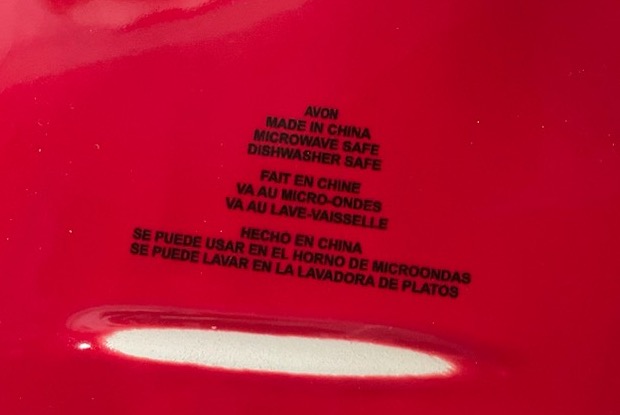 AVON
MADE IN CHINA
MICROWAVE SAFE
DISHWASHER SAFE
FAIT EN CHINE
VA AU MICRO-ONDES
VA AU LAVE-VAISSELLE
HECHO EN CHINA
SE PUEDE USAR EN EL HORNO DE MICROONDAS
SE PUEDE LAVAR EN LA LAVADORA DE PLATOS